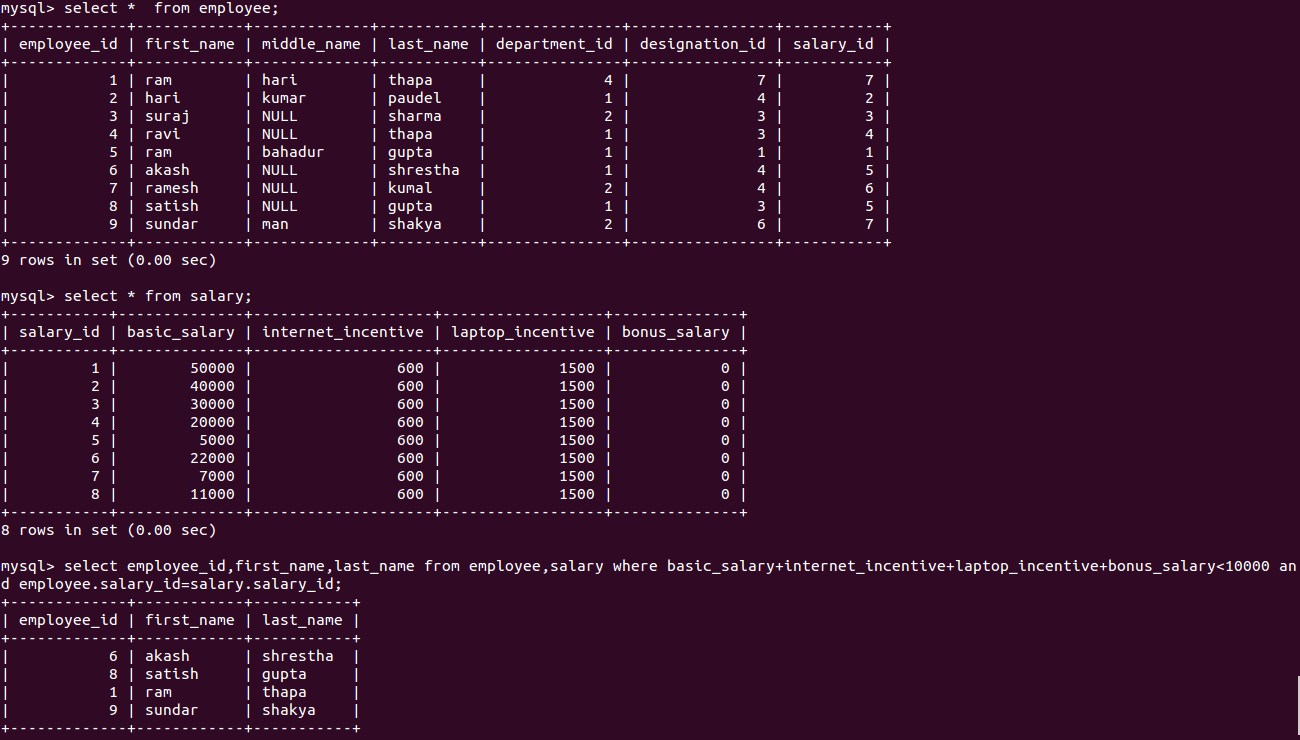 mysql> select *  from employee;
+-------------+------------+-------------+-----------+---------------+----------------+-----------+
| employee_id | first_name | middle_name | last_name | department_id | designation_id | salary_id |
+-------------+------------+-------------+-----------+---------------+----------------+-----------+
|           1 | ram        | hari        | thapa     |             4 |              7 |         7 |
|           2 | hari       | kumar       | paudel    |             1 |              4 |         2 |
|           3 | suraj      | NULL        | sharma    |             2 |              3 |         3 |
|           4 | ravi       | NULL        | thapa     |             1 |              3 |         4 |
|           5 | ram        | bahadur     | gupta     |             1 |              1 |         1 |
|           6 | akash      | NULL        | shrestha  |             1 |              4 |         5 |
|           7 | ramesh     | NULL        | kumal     |             2 |              4 |         6 |
|           8 | satish     | NULL        | gupta     |             1 |              3 |         5 |
|           9 | sundar     | man         | shakya    |             2 |              6 |         7 |
+-------------+------------+-------------+-----------+---------------+----------------+-----------+
9 rows in set (0.00 sec)

mysql> select * from salary;
+-----------+--------------+--------------------+------------------+--------------+
| salary_id | basic_salary | internet_incentive | laptop_incentive | bonus_salary |
+-----------+--------------+--------------------+------------------+--------------+
|         1 |        50000 |                600 |             1500 |            0 |
|         2 |        40000 |                600 |             1500 |            0 |
|         3 |        30000 |                600 |             1500 |            0 |
|         4 |        20000 |                600 |             1500 |            0 |
|         5 |         5000 |                600 |             1500 |            0 |
|         6 |        22000 |                600 |             1500 |            0 |
|         7 |         7000 |                600 |             1500 |            0 |
|         8 |        11000 |                600 |             1500 |            0 |
+-----------+--------------+--------------------+------------------+--------------+
8 rows in set (0.00 sec)

mysql> select employee_id,first_name,last_name from employee,salary where basic_salary+internet_incentive+laptop_incentive+bonus_salary<10000 an
d employee.salary_id=salary.salary_id;
+-------------+------------+-----------+
| employee_id | first_name | last_name |
+-------------+------------+-----------+
|           6 | akash      | shrestha  |
|           8 | satish     | gupta     |
|           1 | ram        | thapa     |
|           9 | sundar     | shakya    |
+-------------+------------+-----------+